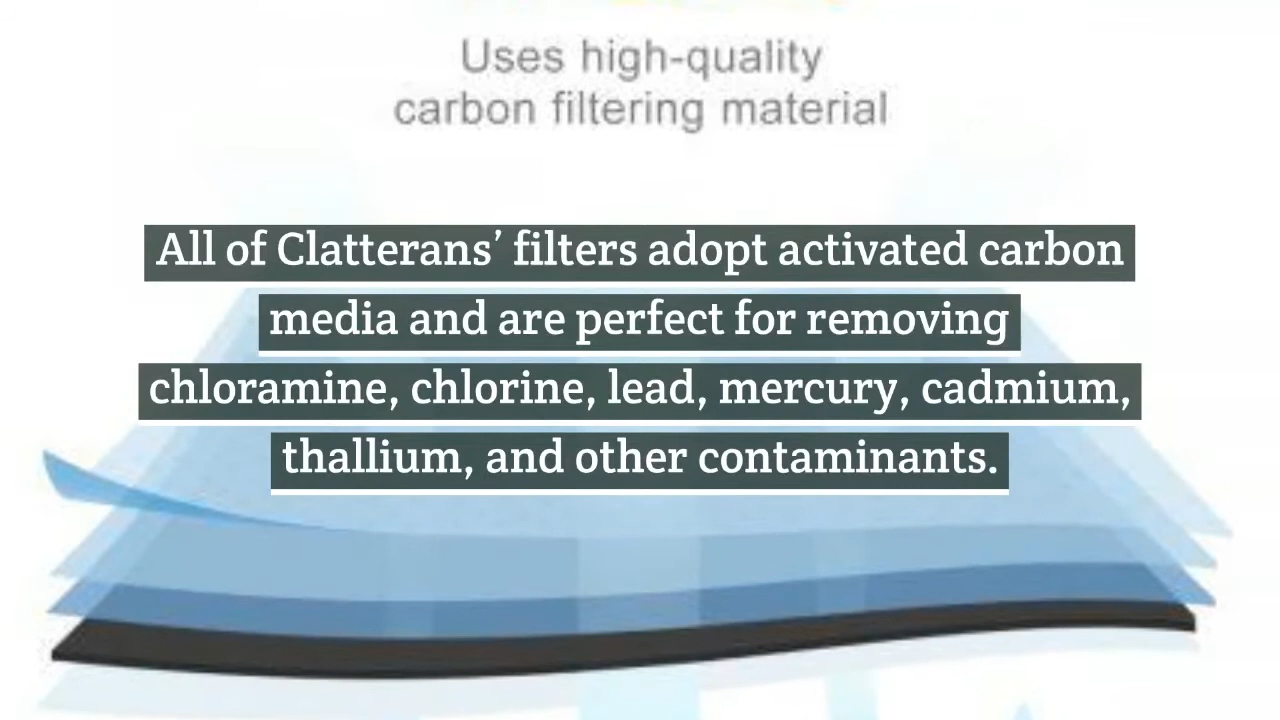 Uses high-quality
carbon filtering material
All of Clatterans’ filters adopt activated carbon
media and are perfect for removing
chloramine, chlorine, lead, mercury, cadmium,
thallium, and other contaminants.